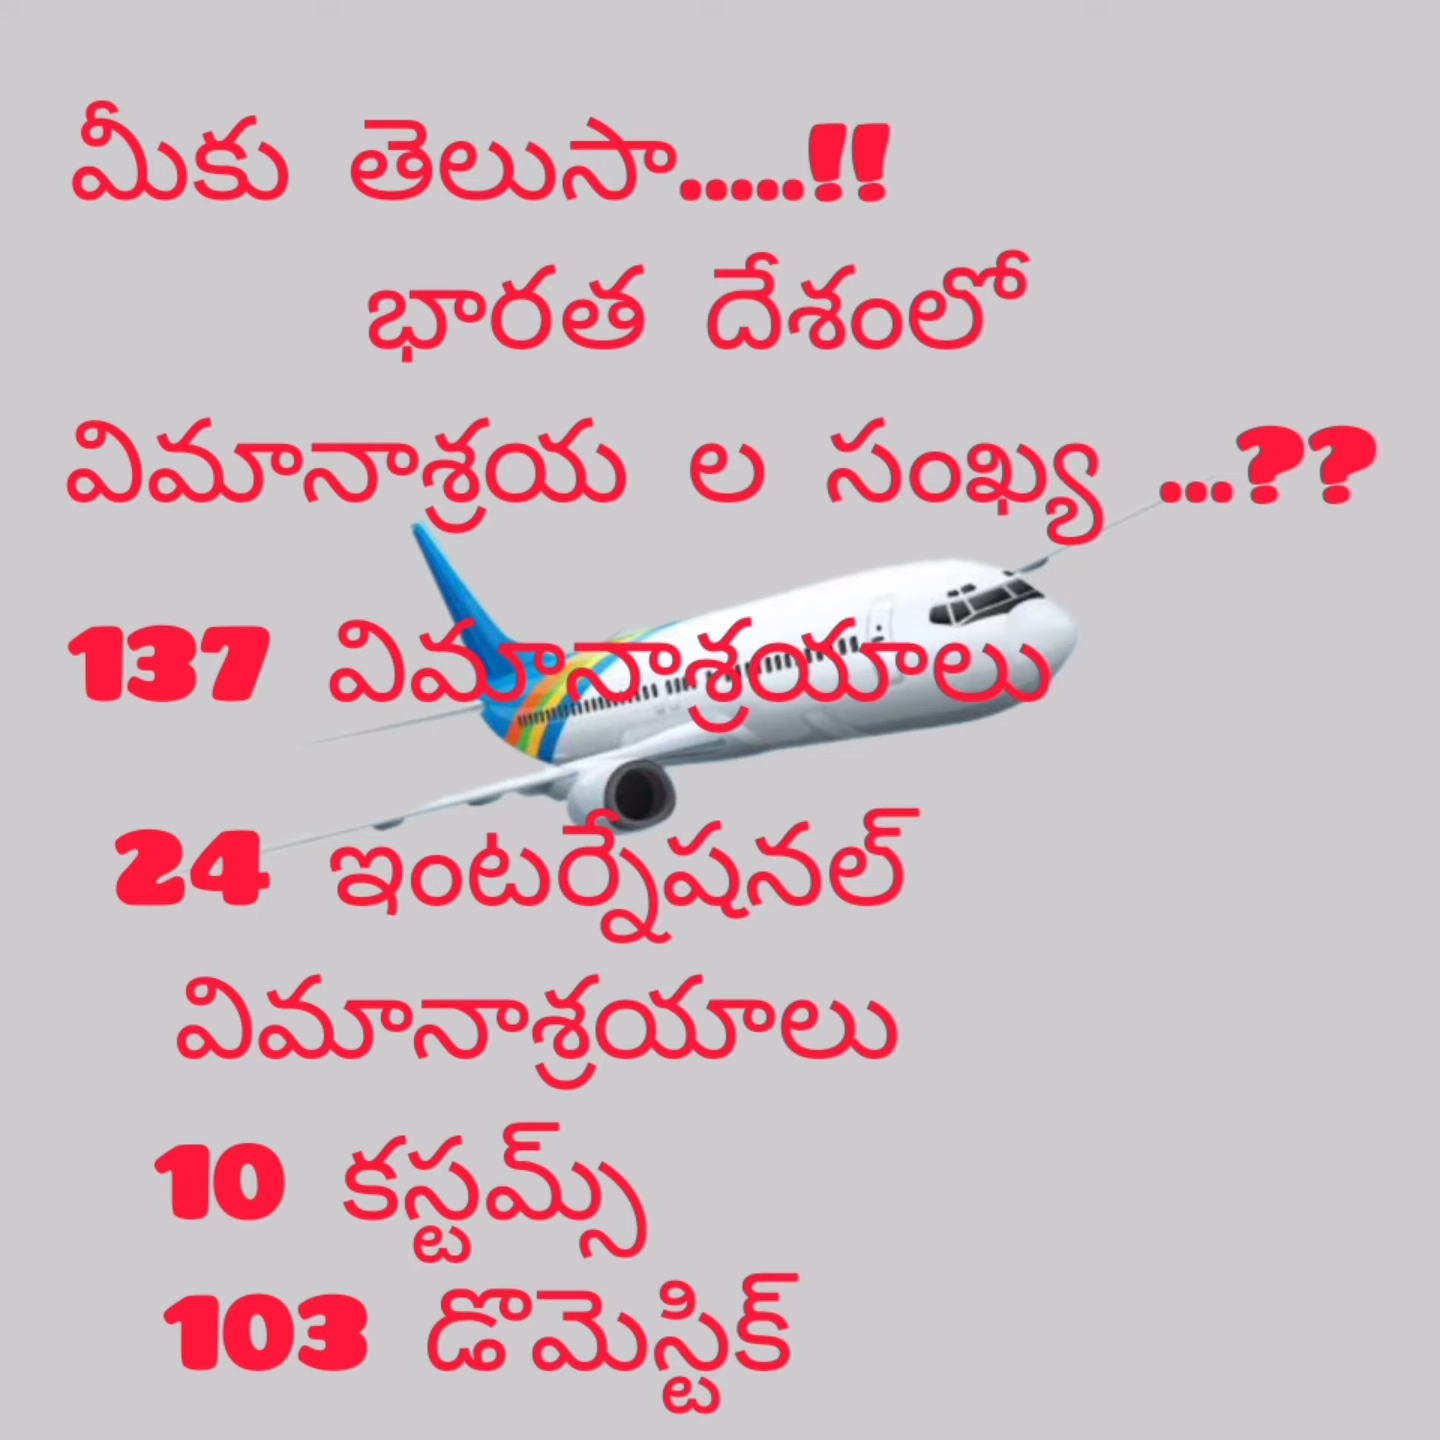 మీకు తెలుసా.....!!
భారత దేశంలో
విమానాశ్రయ ల సంఖ్య ...??
137 విమానాశ్రయాలు
24 ఇంటర్నేషనల్
విమానాశ్రయాలు
10 కస్టమ్స్
103 డొమెస్టిక్